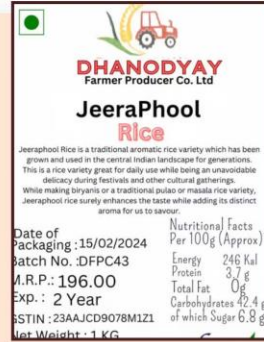 DHANODYAY
Farmer Producer Co. Ltd
JeeraPhool
Rice
Jeeraphool Rice is a traditional aromatic rice variety which has been
grown and used in the central Indian landscape for generations.
This is a rice variety great for daily use while being an unavoidable
delicacy during festivals and other cultural gatherings.
While making biryanis or a traditional pulao or masala rice variety,
Jeeraphool rice surely enhances the taste while adding its distinct
aroma for us to savour.
Date of
Packaging : 15/02/2024
Batch No. :DFPC43
M.R.P.: 196.00
Exp. : 2 Year
GSTIN :23AAJCD9078M1Z1
Net Weight : 1 KG
Nutritional Facts
Per 100g (Approx)
Energy 246 Kal
Protein 3.7 g
Total Fat 0g
Carbohydrates 42.4 g
of which Sugar 6.8 g